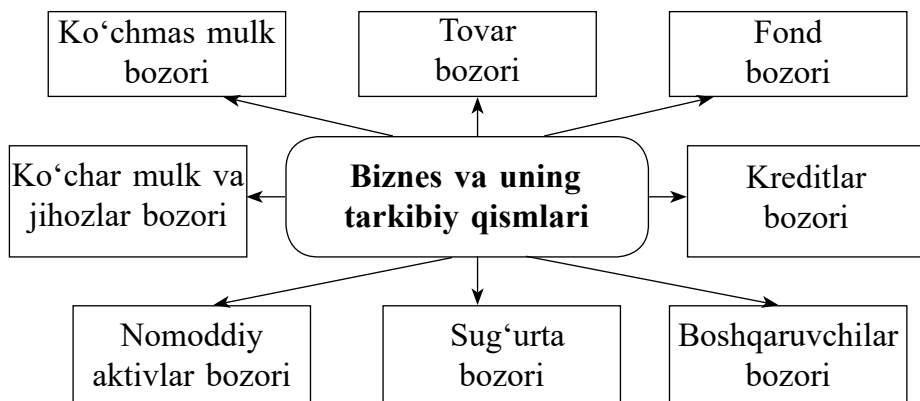 Ko‘chmas mulk
bozori
Tovar
bozori
Fond
bozori
Ko‘char mulk va
jihozlar bozori
Biznes va uning
tarkibiy qismlari
Kreditlar
bozori
Nomoddiy
aktivlar bozori
Sug‘urta
bozori
Boshqaruvchilar
bozori